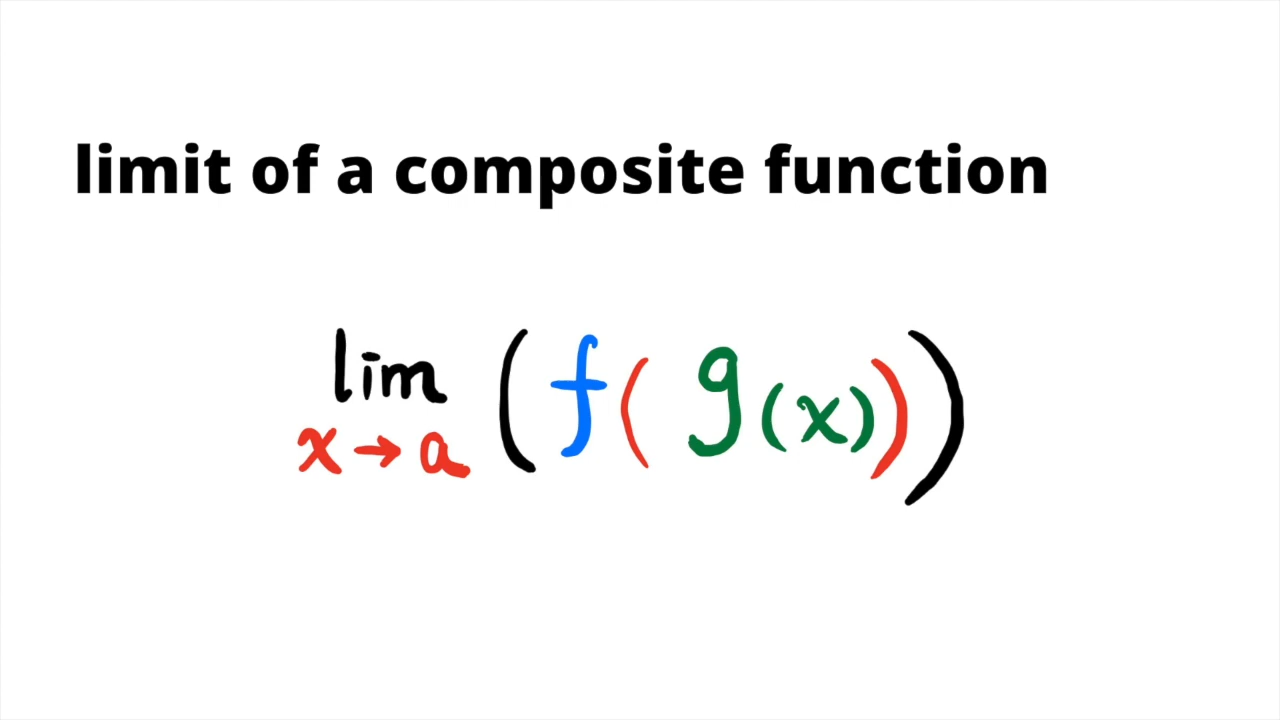 limit of a composite function
lim (f(g(x)))
x→a